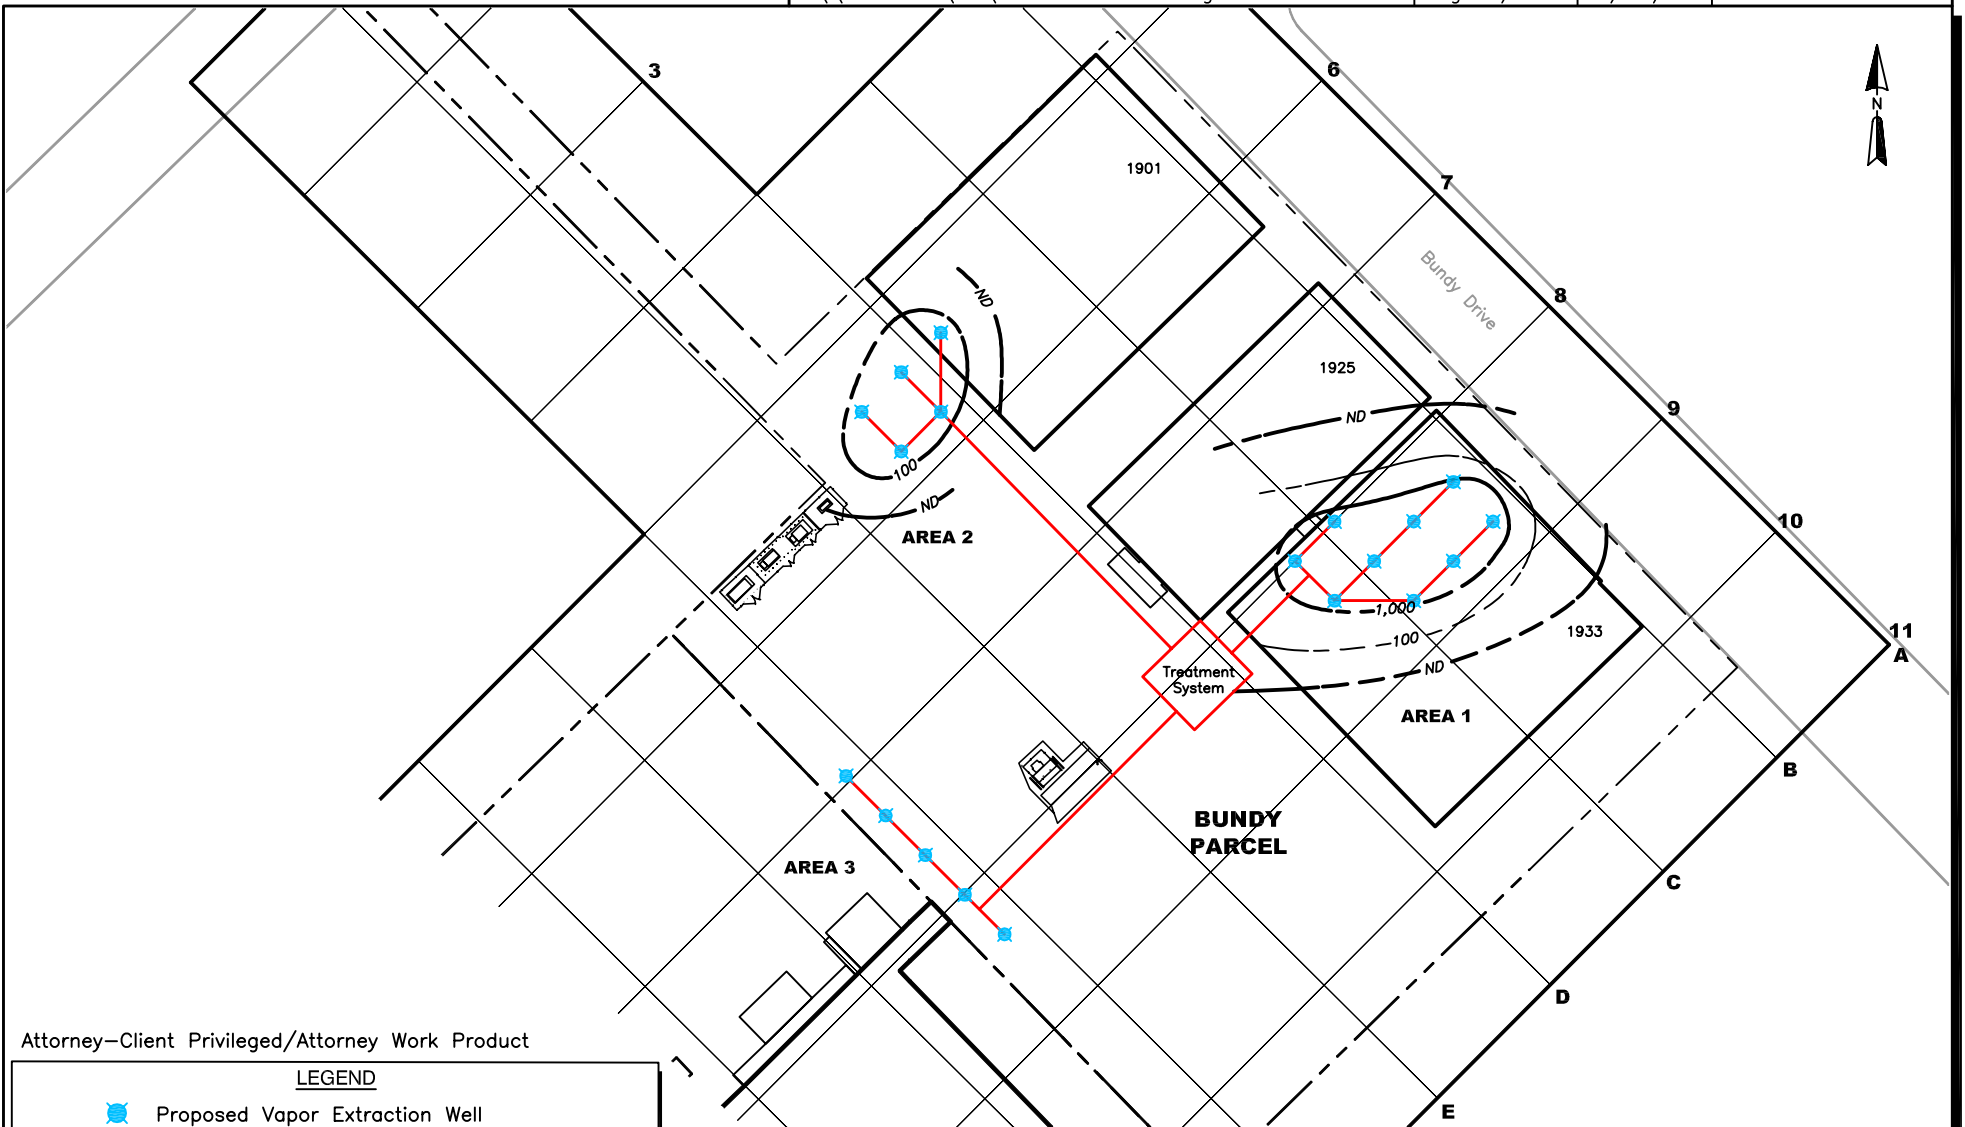 3
6
N
1901
7
Bundy Drive
8
ND
1925
9
ND
100
ND
AREA 2
10
1,000
11
1933
100
A
ND
Treatment
System
AREA 1
B
BUNDY
PARCEL
AREA 3
C
D
Attorney-Client Privileged/Attorney Work Product
LEGEND
E
Proposed Vapor Extraction Well